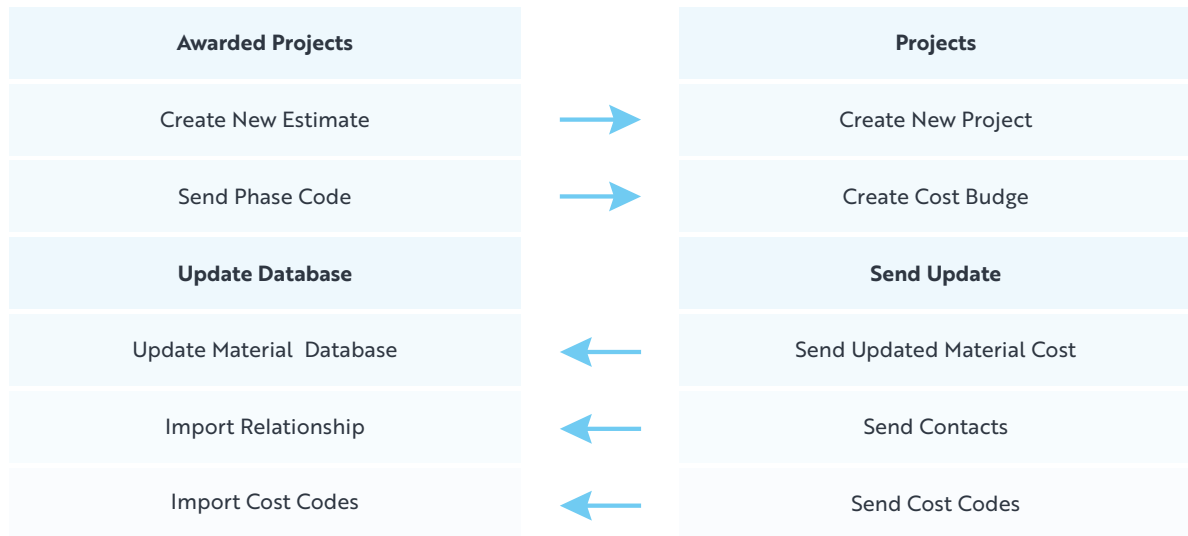 Awarded Projects
Projects
Create New Estimate
Create New Project
Send Phase Code
Create Cost Budge
Update Database
Send Update
Update Material  Database
Send Updated Material Cost
Import Relationship
Send Contacts
Import Cost Codes
Send Cost Codes